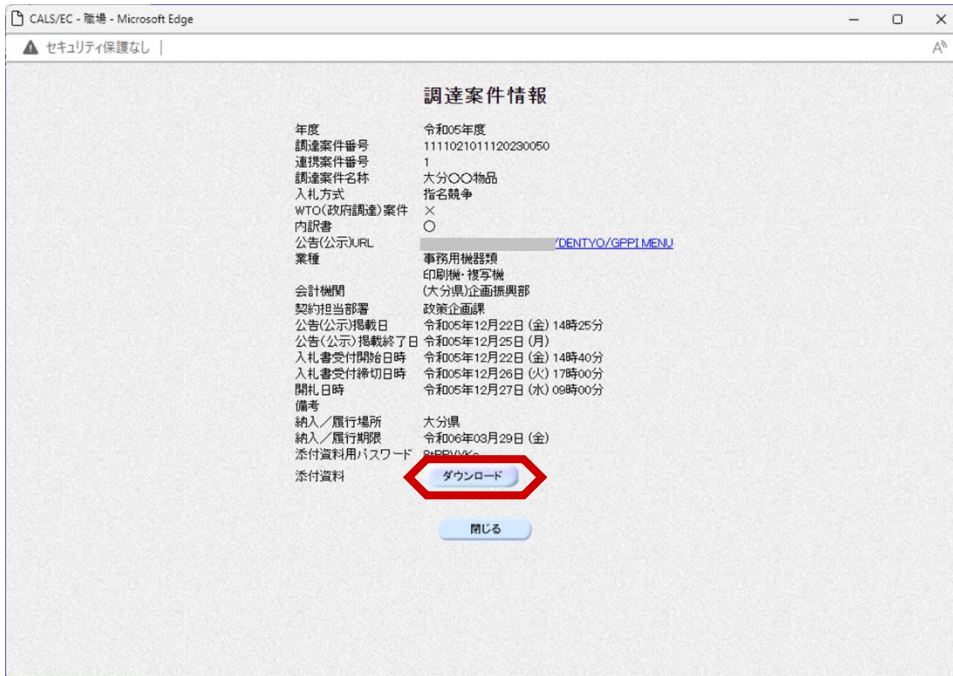 CALS/EC - 職場 - Microsoft Edge
セキュリティ保護なし
調達案件情報
年度 令和05年度
調達案件番号 1111021011120230050
連携案件番号 1
調達案件名称 大分〇〇物品
入札方式 指名競争
WTO(政府調達)案件 ×
内訳書 〇
公告(公示)URL /DENTYO/GPPI MENU
業種 事務用機器類
印刷機・複写機
会計機関 (大分県)企画振興部
契約担当部署 政策企画課
公告(公示)掲載日 令和05年12月22日 (金) 14時25分
公告(公示)掲載終了日 令和05年12月25日 (月)
入札書受付開始日時 令和05年12月22日 (金) 14時40分
入札書受付締切日時 令和05年12月26日 (火) 17時00分
開札日時 令和05年12月27日 (水) 09時00分
備考
納入／履行場所 大分県
納入／履行期限 令和06年03月29日 (金)
添付資料用パスワード
添付資料 ダウンロード
閉じる